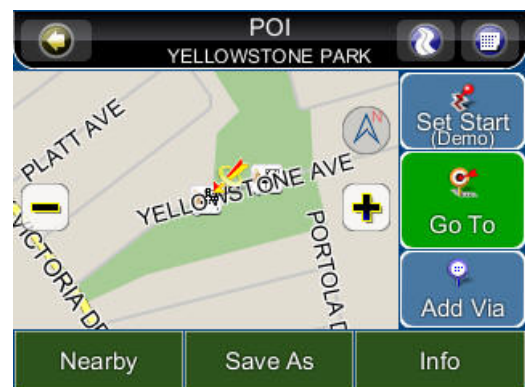 POI
YELLOWSTONE PARK
N
Set Start
(Demo)
PLATT AVE
YELLOWSTONE AVE
Go To
VICTORIA DR
PORTOLA D
Add Via
Nearby
Save As
Info